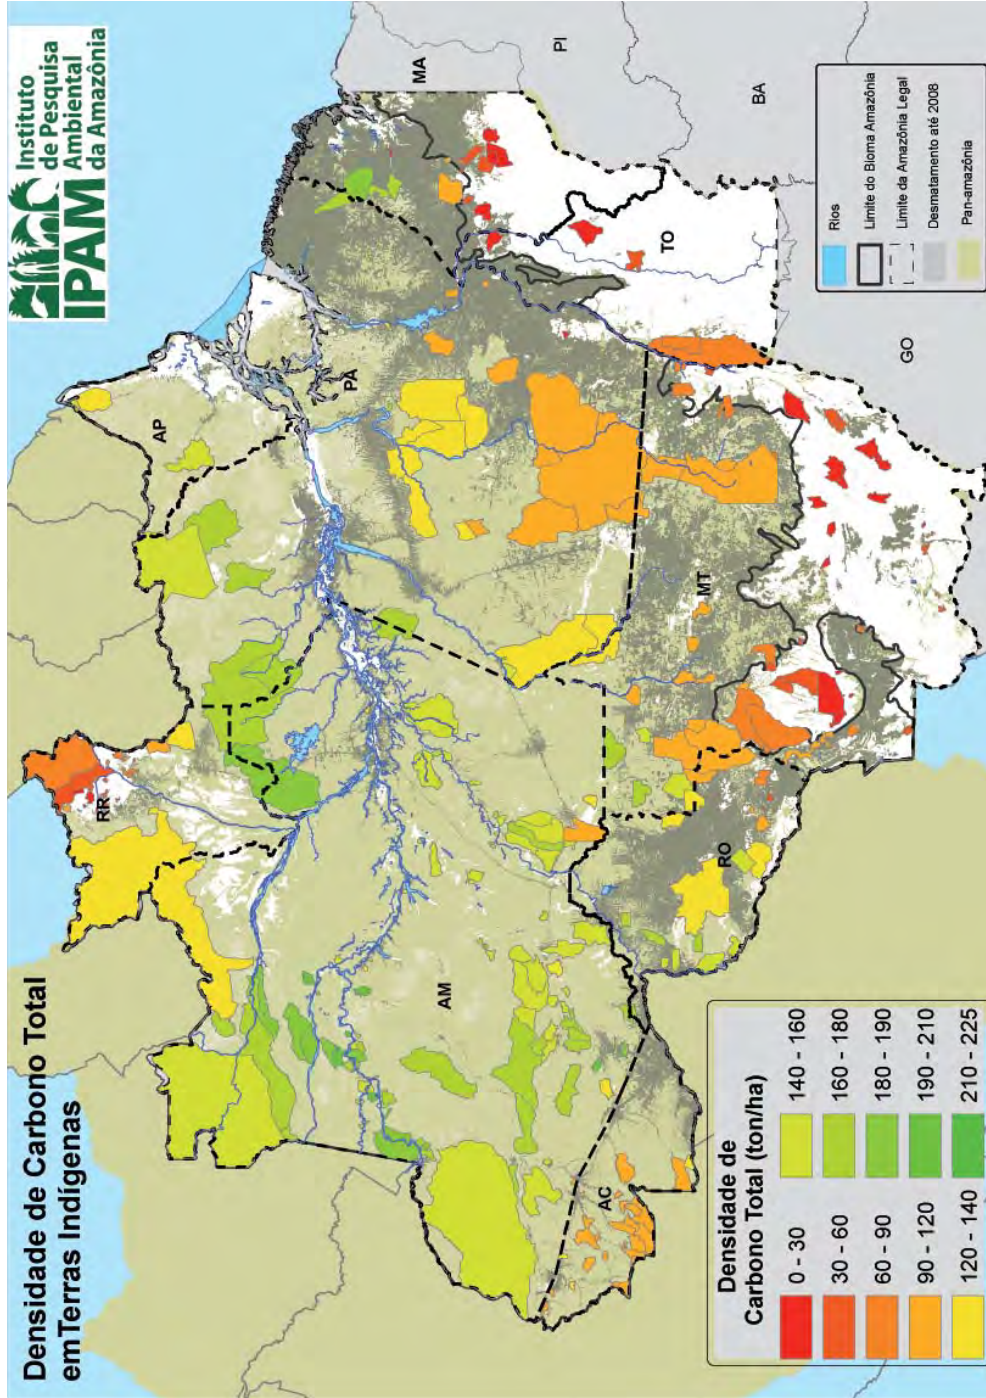 Densidade de Carbono Total
em Terras Indígenas
IPAM
Instituto
de Pesquisa
Ambiental
da Amazônia
RR
AP
AM
PA
MA
PI
AC
RO
MT
TO
BA
GO
Densidade de
Carbono Total (ton/ha)
0 - 30
30 - 60
60 - 90
90 - 120
120 - 140
140 - 160
160 - 180
180 - 190
190 - 210
210 - 225
Rios
Limite do Bioma Amazônia
Limite da Amazônia Legal
Desmatamento até 2008
Pan-amazônia